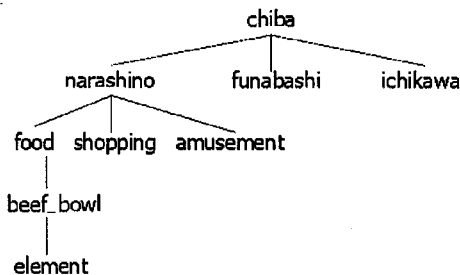 chiba
narashino funabashi ichikawa
food shopping amusement
beef_bowl
element